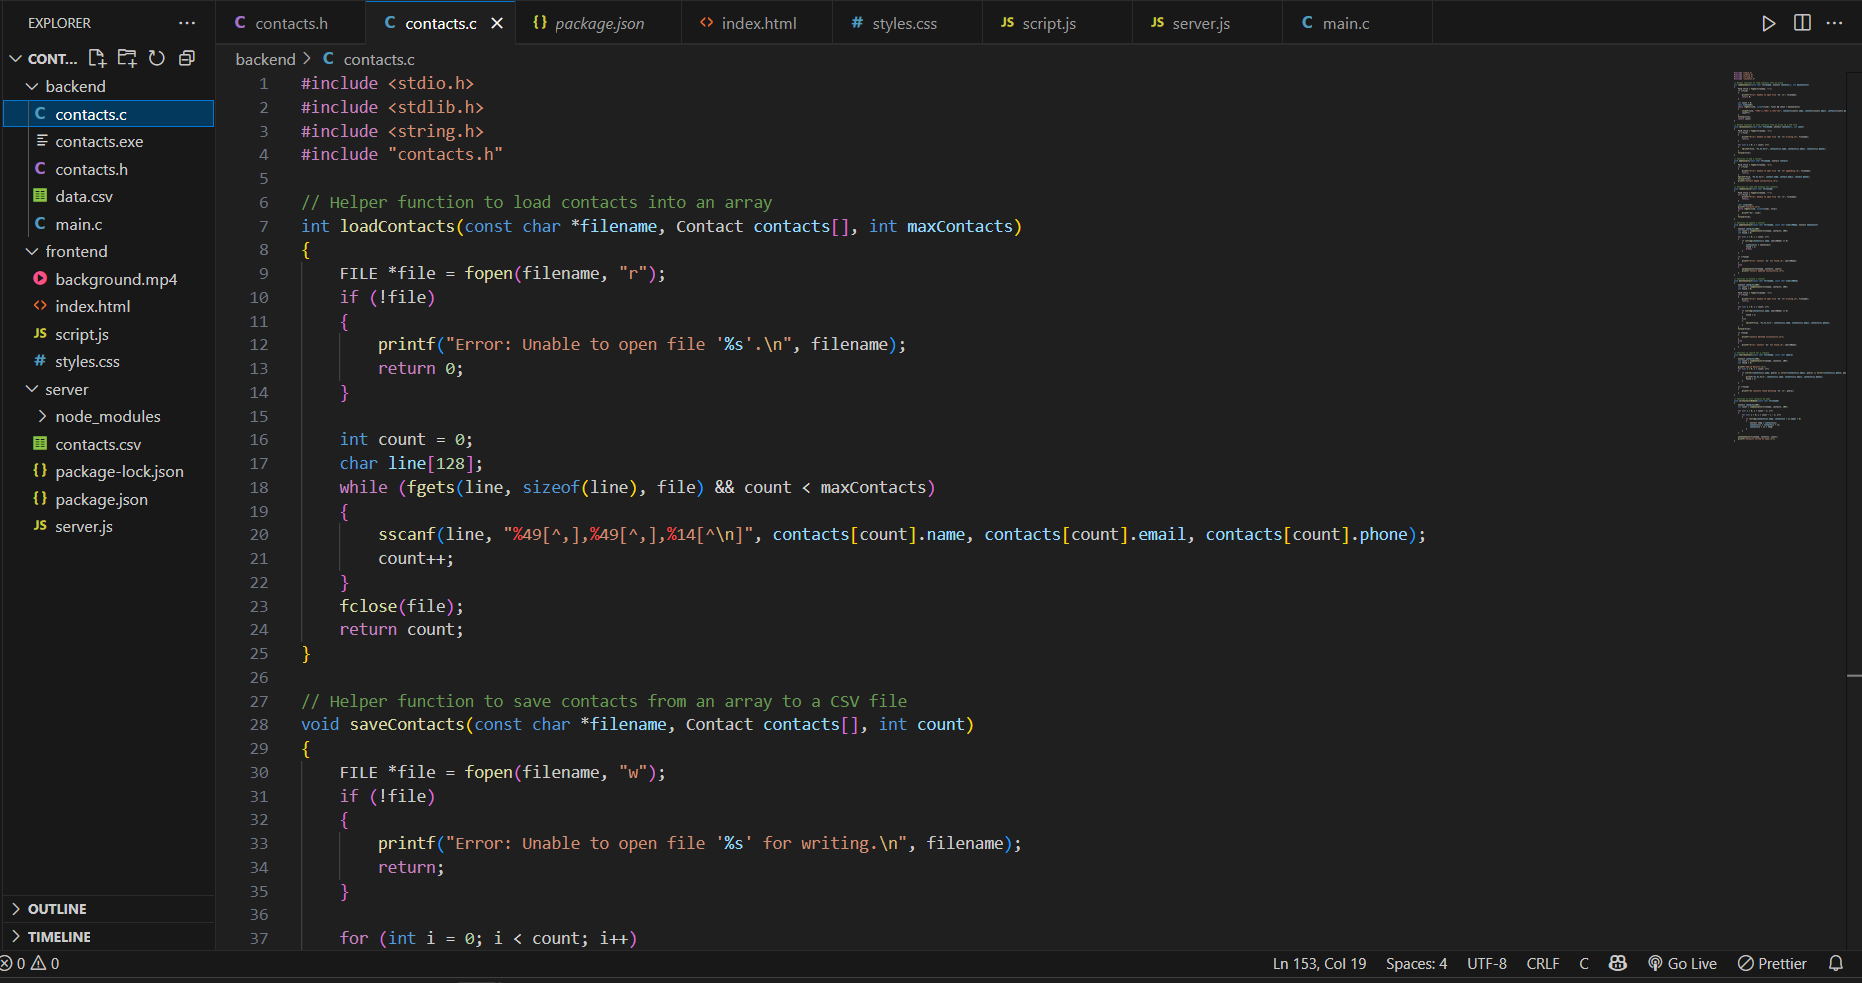 EXPLORER
CONT...
backend
contacts.c
contacts.exe
contacts.h
data.csv
main.c
frontend
background.mp4
index.html
script.js
styles.css
server
node_modules
contacts.csv
package-lock.json
package.json
server.js
OUTLINE
TIMELINE
contacts.h
contacts.c
package.json
index.html
styles.css
script.js
server.js
main.c
backend > C contacts.c
1 #include <stdio.h>
2 #include <stdlib.h>
3 #include <string.h>
4 #include "contacts.h"
5
6 // Helper function to load contacts into an array
7 int loadContacts(const char *filename, Contact contacts[], int maxContacts)
8 {
9 FILE *file = fopen(filename, "r");
10 if (!file)
11 {
12 printf("Error: Unable to open file '%s'.\n", filename);
13 return 0;
14 }
15
16 int count = 0;
17 char line[128];
18 while (fgets(line, sizeof(line), file) && count < maxContacts)
19 {
20 sscanf(line, "%49[^,],%49[^,],%14[^\n]", contacts[count].name, contacts[count].email, contacts[count].phone);
21 count++;
22 }
23 fclose(file);
24 return count;
25 }
26
27 // Helper function to save contacts from an array to a CSV file
28 void saveContacts(const char *filename, Contact contacts[], int count)
29 {
30 FILE *file = fopen(filename, "w");
31 if (!file)
32 {
33 printf("Error: Unable to open file '%s' for writing.\n", filename);
34 return;
35 }
36
37 for (int i = 0; i < count; i++)
0 0
Ln 153, Col 19 Spaces: 4 UTF-8 CRLF C Go Live Prettier